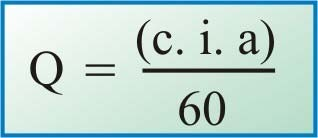 Q = (c. i. a)
60